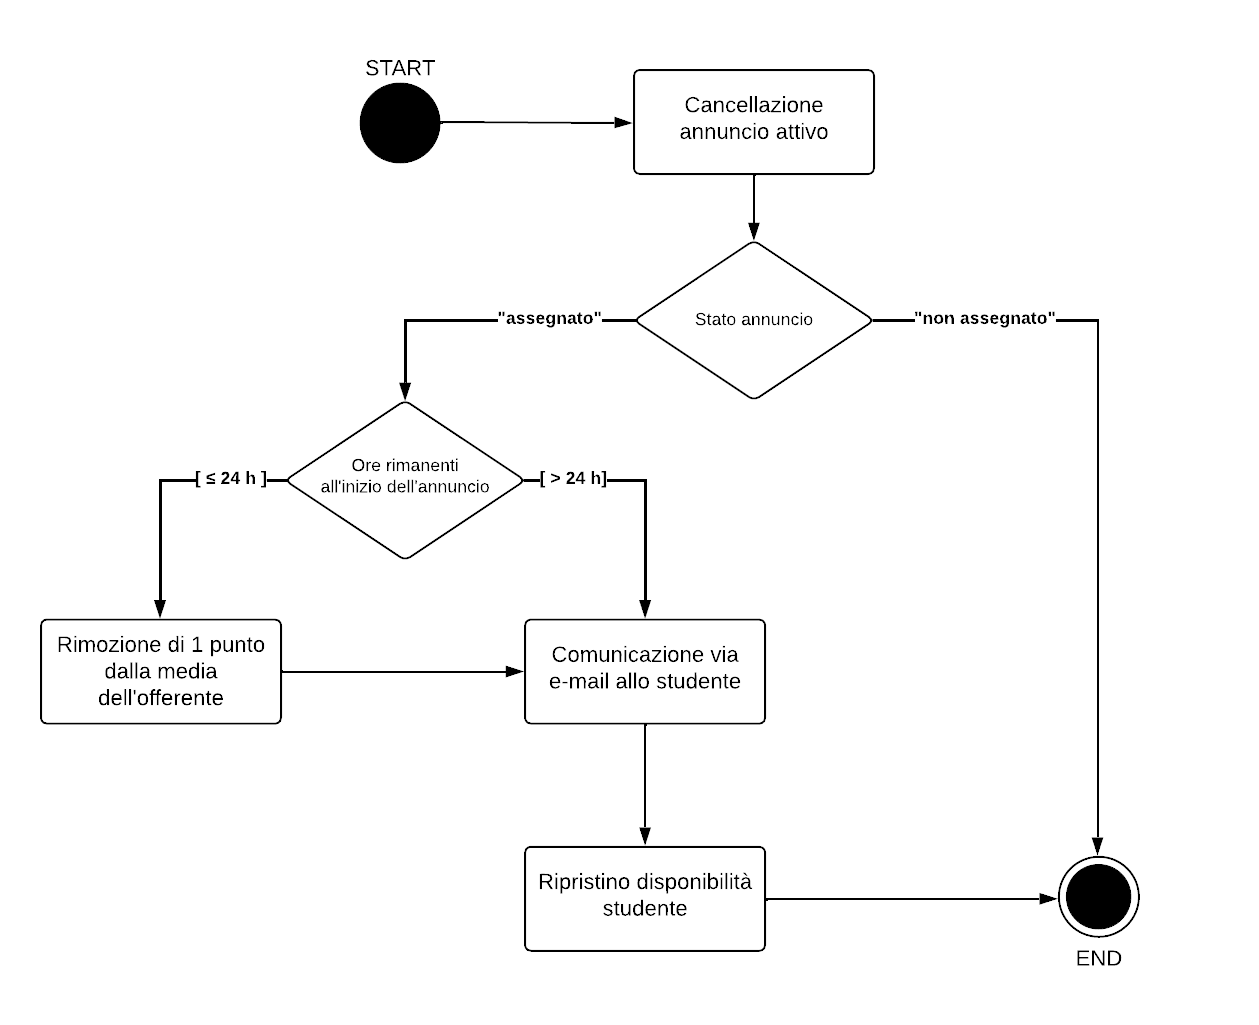 START
Cancellazione
annuncio attivo
"assegnato"
Stato annuncio
"non assegnato"
Ore rimanenti
all'inizio dell'annuncio
[ ≤ 24 h ]
[ > 24 h]
Rimozione di 1 punto
dalla media
dell'offerente
Comunicazione via
e-mail allo studente
Ripristino disponibilità
studente
END